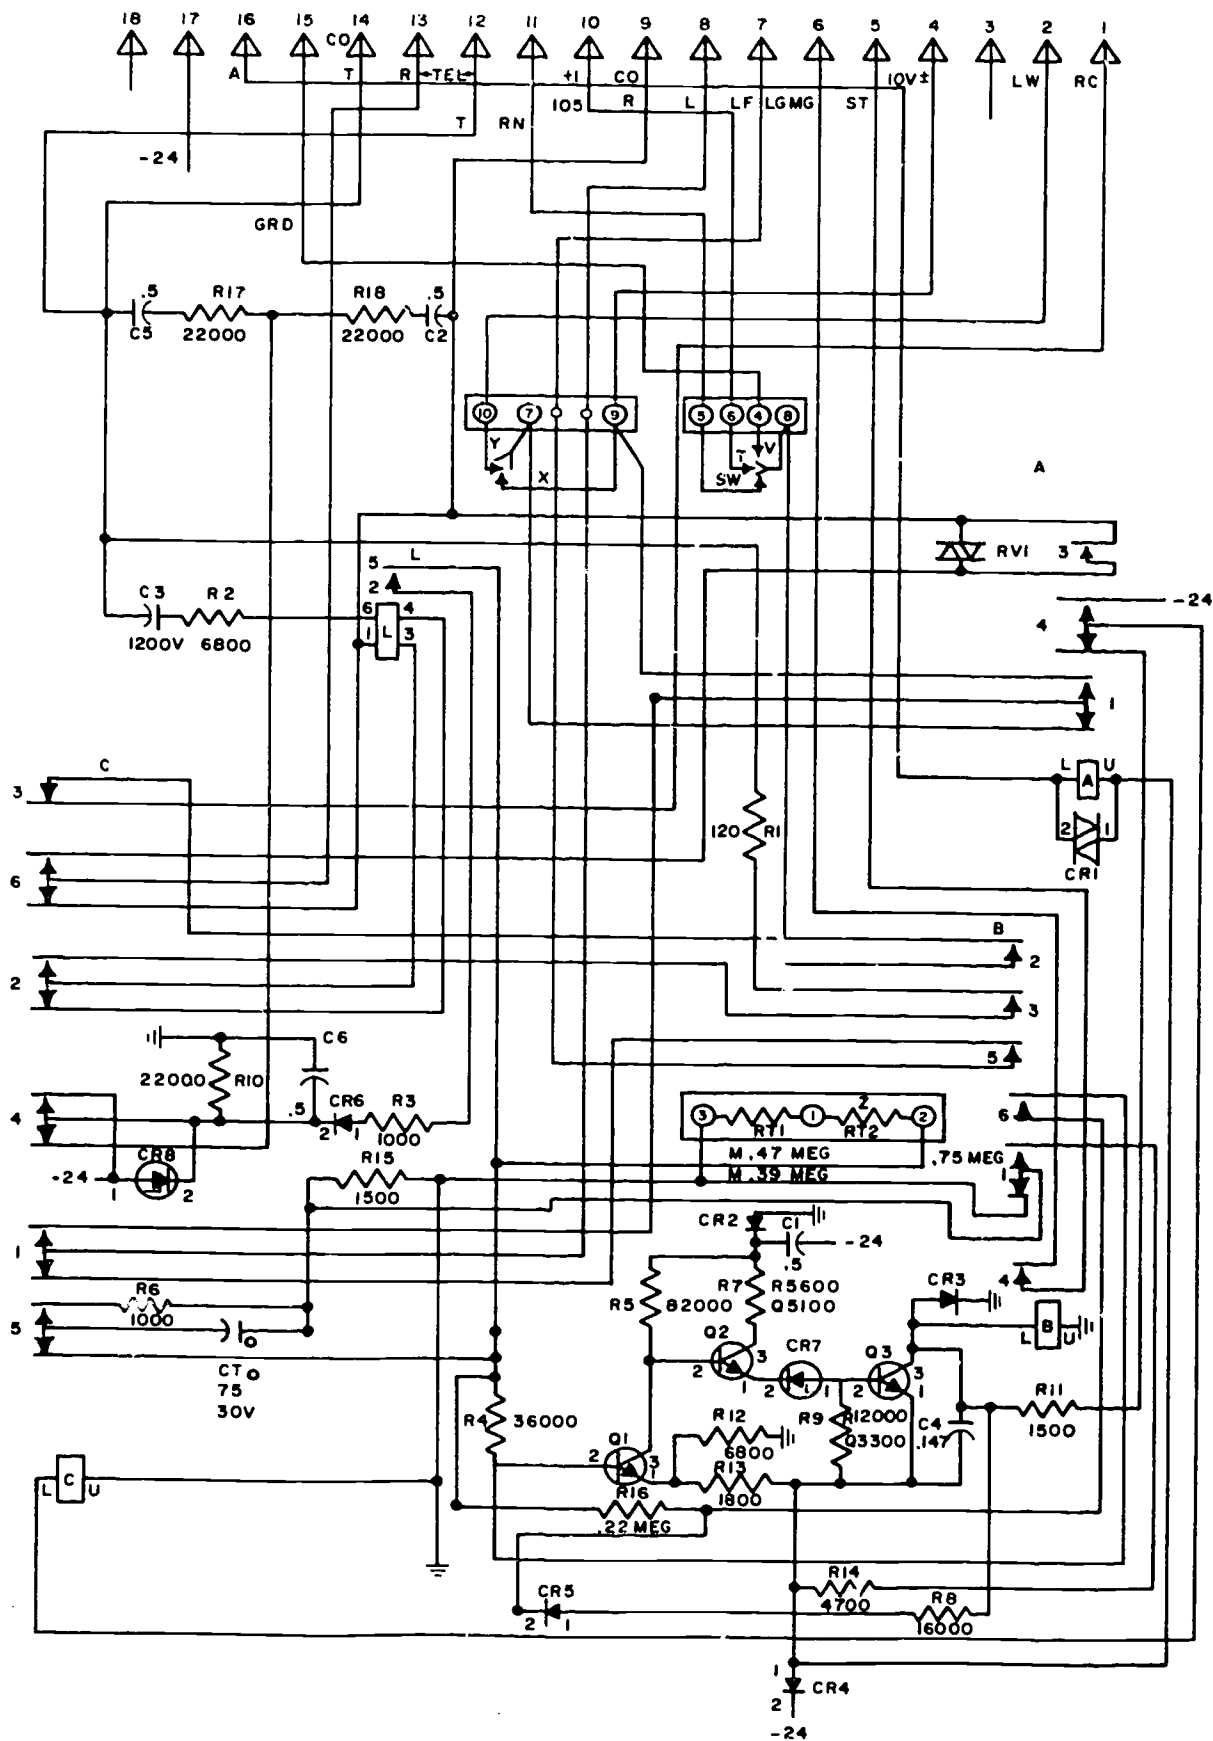 18 17 16 15 14 13 12 11 10 9 8 7 6 5 4 3 2 1
CO
A T R TEL +1 CO 10V± LW RC
105 R L LF LG MG ST
T RN
-24
GRD
.5 R17 R18 .5
C5 22000 22000 C2
10 7 9 5 6 4 8
Y X T V
SW
A
RV1 3
5 L
2
C3 R2 6 4
L
1200V 6800 1 3
-24
4
1
C
3
L A U
120 R1
2 1
CR1
6
B
2
2
3
5
C6
22000 R10
.5 CR6 R3
4
2 1 1000
CR8
-24
1 2
R15
1500
3 1 Z 2
RT1 RT2
M .47 MEG
M .39 MEG
6
.75 MEG
1
CR2 C1
-24
.5
1
4
R6
1000
5
CT
75
30V
R5 82000
R7 R5600
Q5100
CR3
L B U
Q2 CR7 Q3
2 3 1 2 1 2 3 1
R4 36000
R12
6800
R9 R12000
Q3300
C4
.147
R11
1500
Q1
2 3 1
R13
1800
R16
.22 MEG
L C U
R14
4700
CR5
2 1
R8
16000
1
CR4
2
-24